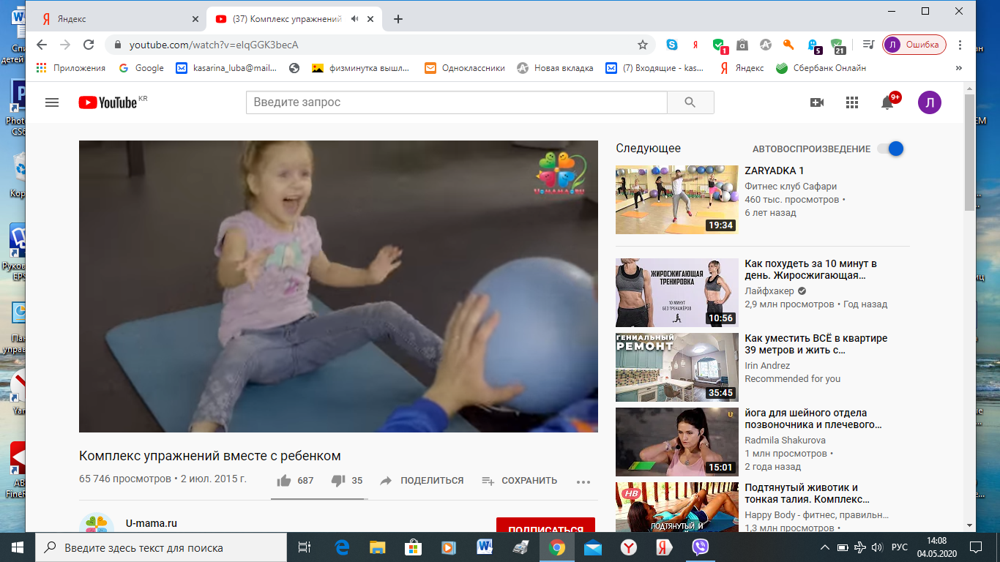 Яндекс
(37) Комплекс упражнений
youtube.com/watch?v=elqGGK3becA
1
5
21
Л Ошибка
Приложения
Google
kasarina_luba@mail...
физминутка вышл...
Одноклассники
Новая вкладка
(7) Входящие - kas...
Яндекс
Сбербанк Онлайн
»
YouTube KR
Введите запрос
9+
Л
Следующее
АВТОВОСПРОИЗВЕДЕНИЕ
ZARYADKA 1
Фитнес клуб Сафари
460 тыс. просмотров •
6 лет назад
19:34
ЖИРОСЖИГАЮЩАЯ
ТРЕНИРОВКА
10 МИНУТ
БЕЗ ТРЕНАЖЁРОВ
10:56
Как похудеть за 10 минут в
день. Жиросжигающая...
Лайфхакер
2,9 млн просмотров • Год назад
ГЕНИАЛЬНЫЙ
РЕМОНТ
35:45
Как уместить ВСЁ в квартире
39 метров и жить с...
Irin Andrez
Recommended for you
15:01
йога для шейного отдела
позвоночника и плечевого...
Radmila Shakurova
1 млн просмотров •
2 года назад
HB
ПОДТЯНУТЫЙ И
Подтянутый животик и
тонкая талия. Комплекс...
Happy Body - фитнес, правильн...
1,3 млн просмотров •
U-MAMA.RU
Комплекс упражнений вместе с ребенком
65 746 просмотров • 2 июл. 2015 г.
687
35
ПОДЕЛИТЬСЯ
СОХРАНИТЬ
U-mama.ru
ПОДПИСАТЬСЯ
Введите здесь текст для поиска
РУС
14:08
04.05.2020